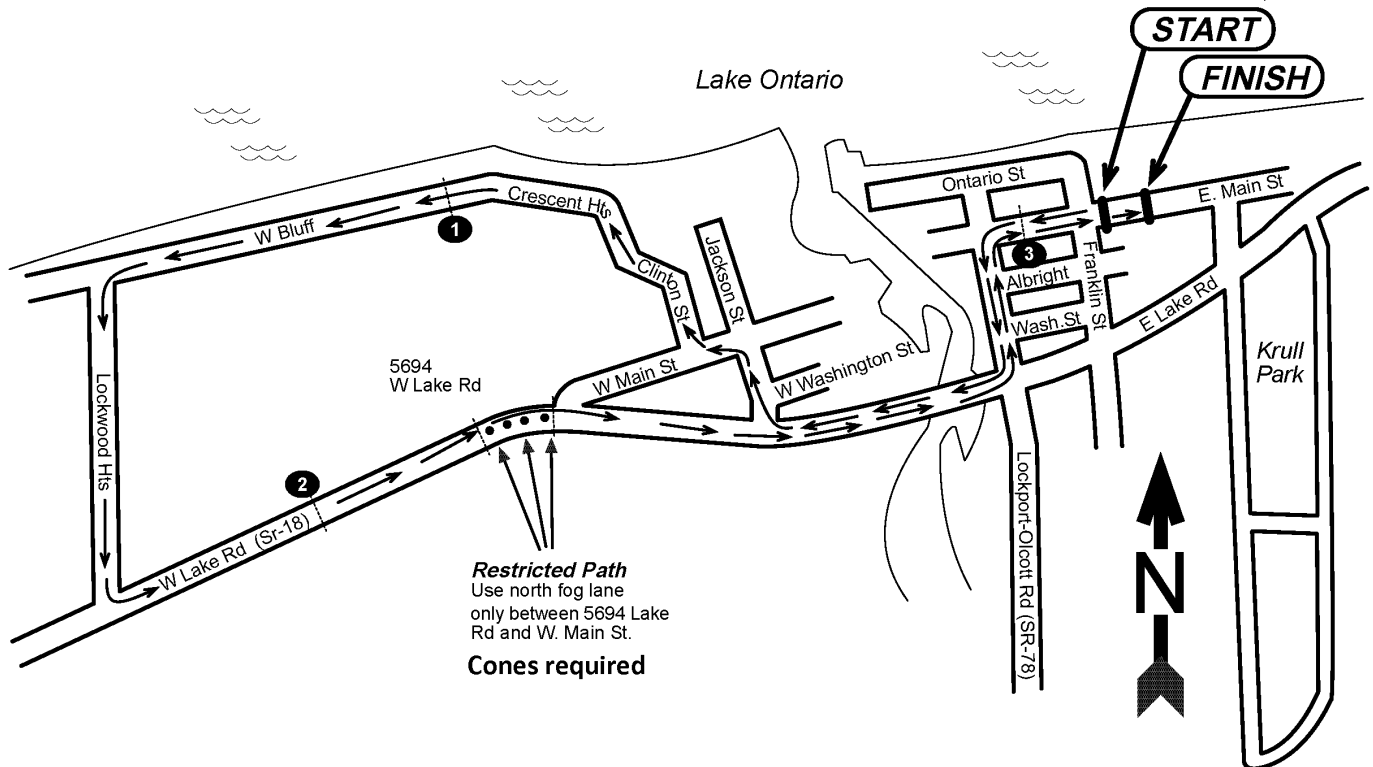 START
FINISH
Lake Ontario
Ontario St
E. Main St
Crescent Hts
W Bluff
1
3
Albright
Franklin St
Wash.St
E Lake Rd
Krull
Park
Clinton St
Jackson St
W Main St
W Washington St
5694
W Lake Rd
Lockwood Hts
2
W Lake Rd (Sr-18)
Lockport-Olcott Rd (SR-78)
Restricted Path
Use north fog lane
only between 5694 Lake
Rd and W. Main St.
Cones required
N